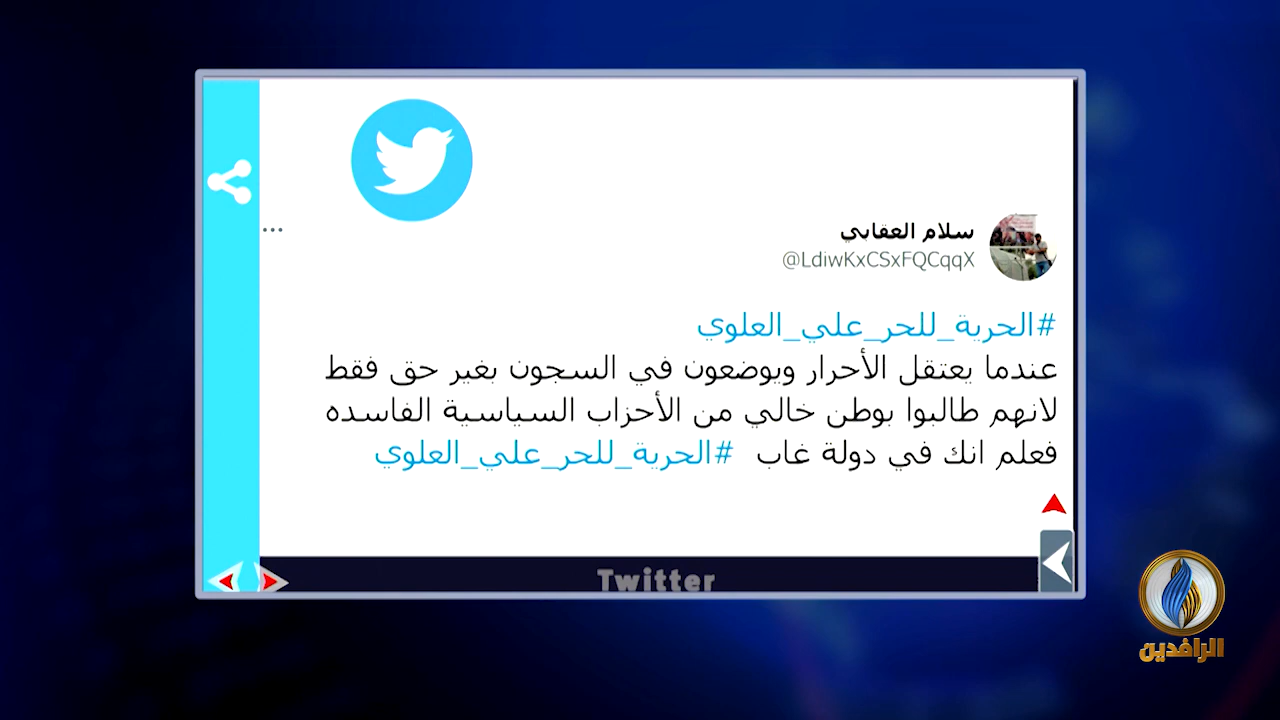 سلام العقابي
@LdiwKxCSxFQCqqX
#الحرية_للحر_علي_العلوي
عندما يعتقل الأحرار ويوضعون في السجون بغير حق فقط
لانهم طالبوا بوطن خالي من الأحزاب السياسية الفاسده
فعلم انك في دولة غاب #الحرية_للحر_علي_العلوي
Twitter
الرافدين